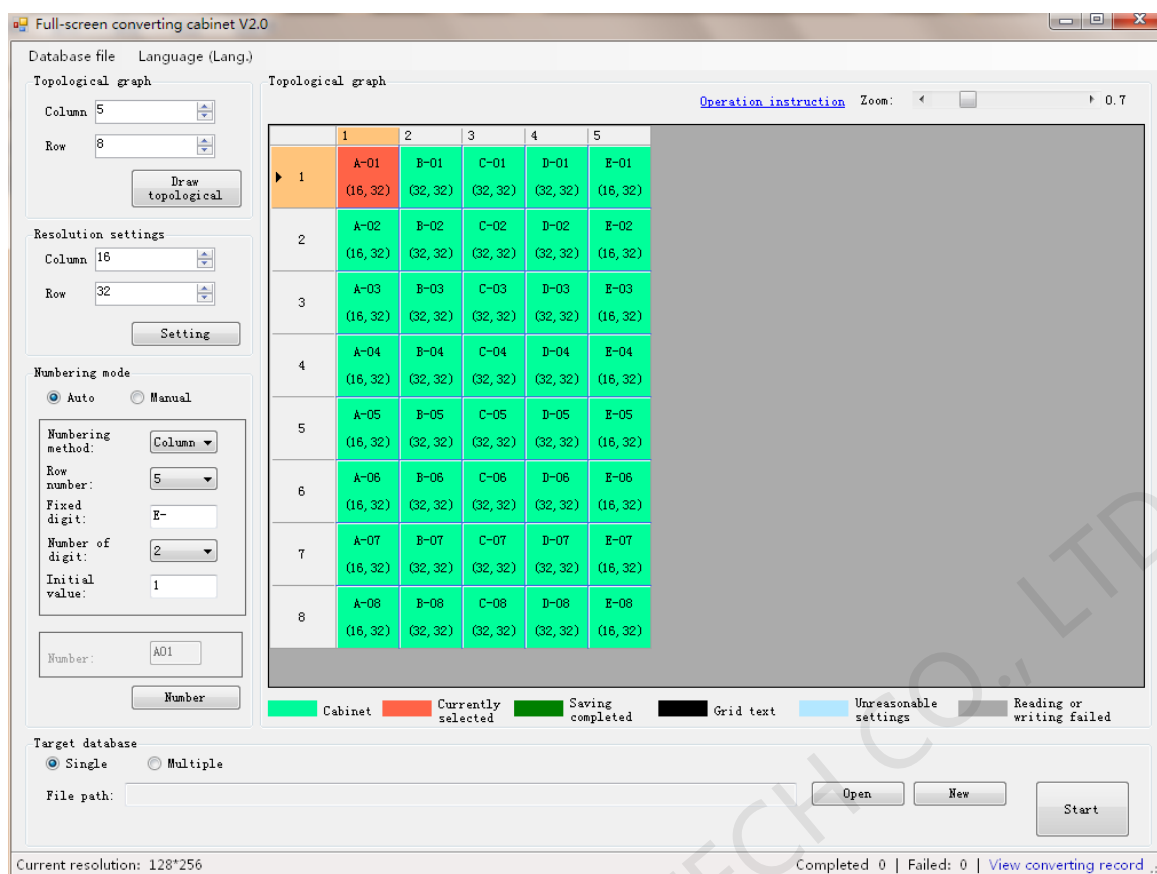 Full-screen converting cabinet V2.0
Database file Language (Lang.)
Topological graph
Column 5
Row 8
Draw
topological
Resolution settings
Column 16
Row 32
Setting
Numbering mode
Auto Manual
Numbering
method: Column
Row
number: 5
Fixed
digit: E-
Number of
digit: 2
Initial
value: 1
Number: A01
Number
Topological graph
Operation instruction Zoom: 0.7
1 2 3 4 5
1 A-01 B-01 C-01 D-01 E-01
(16, 32) (32, 32) (32, 32) (32, 32) (16, 32)
2 A-02 B-02 C-02 D-02 E-02
(16, 32) (32, 32) (32, 32) (32, 32) (16, 32)
3 A-03 B-03 C-03 D-03 E-03
(16, 32) (32, 32) (32, 32) (32, 32) (16, 32)
4 A-04 B-04 C-04 D-04 E-04
(16, 32) (32, 32) (32, 32) (32, 32) (16, 32)
5 A-05 B-05 C-05 D-05 E-05
(16, 32) (32, 32) (32, 32) (32, 32) (16, 32)
6 A-06 B-06 C-06 D-06 E-06
(16, 32) (32, 32) (32, 32) (32, 32) (16, 32)
7 A-07 B-07 C-07 D-07 E-07
(16, 32) (32, 32) (32, 32) (32, 32) (16, 32)
8 A-08 B-08 C-08 D-08 E-08
(16, 32) (32, 32) (32, 32) (32, 32) (16, 32)
Cabinet Currently
selected Saving
completed Grid text Unreasonable
settings Reading or
writing failed
Target database
Single Multiple
File path: Open New
Start
Current resolution: 128*256 Completed 0 | Failed: 0 | View converting record
TECH CO., LTD